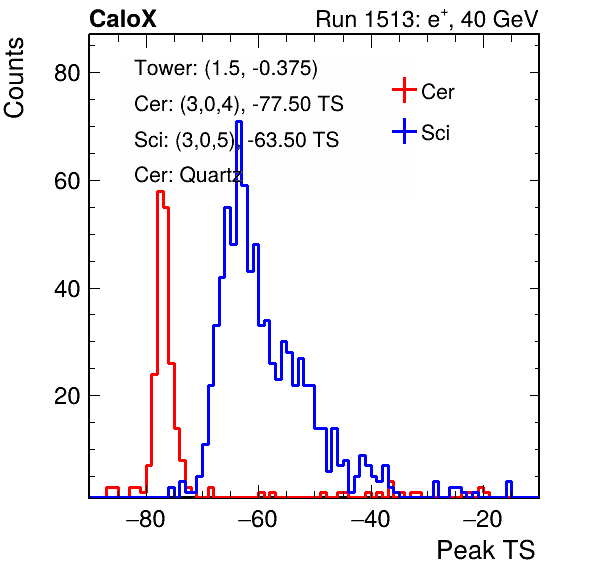 CaloX Run 1513: e⁺, 40 GeV
Counts
80
60
40
20
Tower: (1.5, -0.375)
Cer: (3,0,4), -77.50 TS
Sci: (3,0,5), -63.50 TS
Cer: Quartz
Cer
Sci
−80 −60 −40 −20
Peak TS